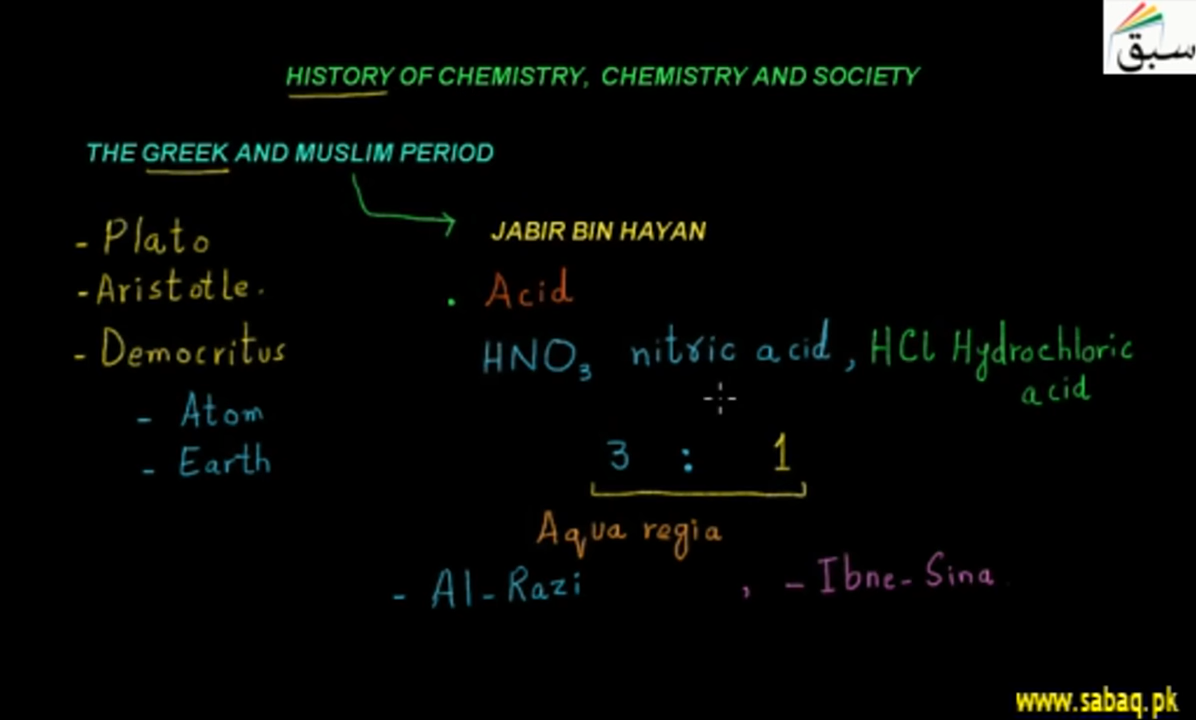 سبق
HISTORY OF CHEMISTRY, CHEMISTRY AND SOCIETY
THE GREEK AND MUSLIM PERIOD
- Plato
- Aristotle.
- Democritus
- Atom
- Earth
JABIR BIN HAYAN
. Acid
HNO₃ nitric acid, HCl Hydrochloric
acid
3 : 1
Aqua regia
- Al-Razi , - Ibne-Sina
www.sabaq.pk